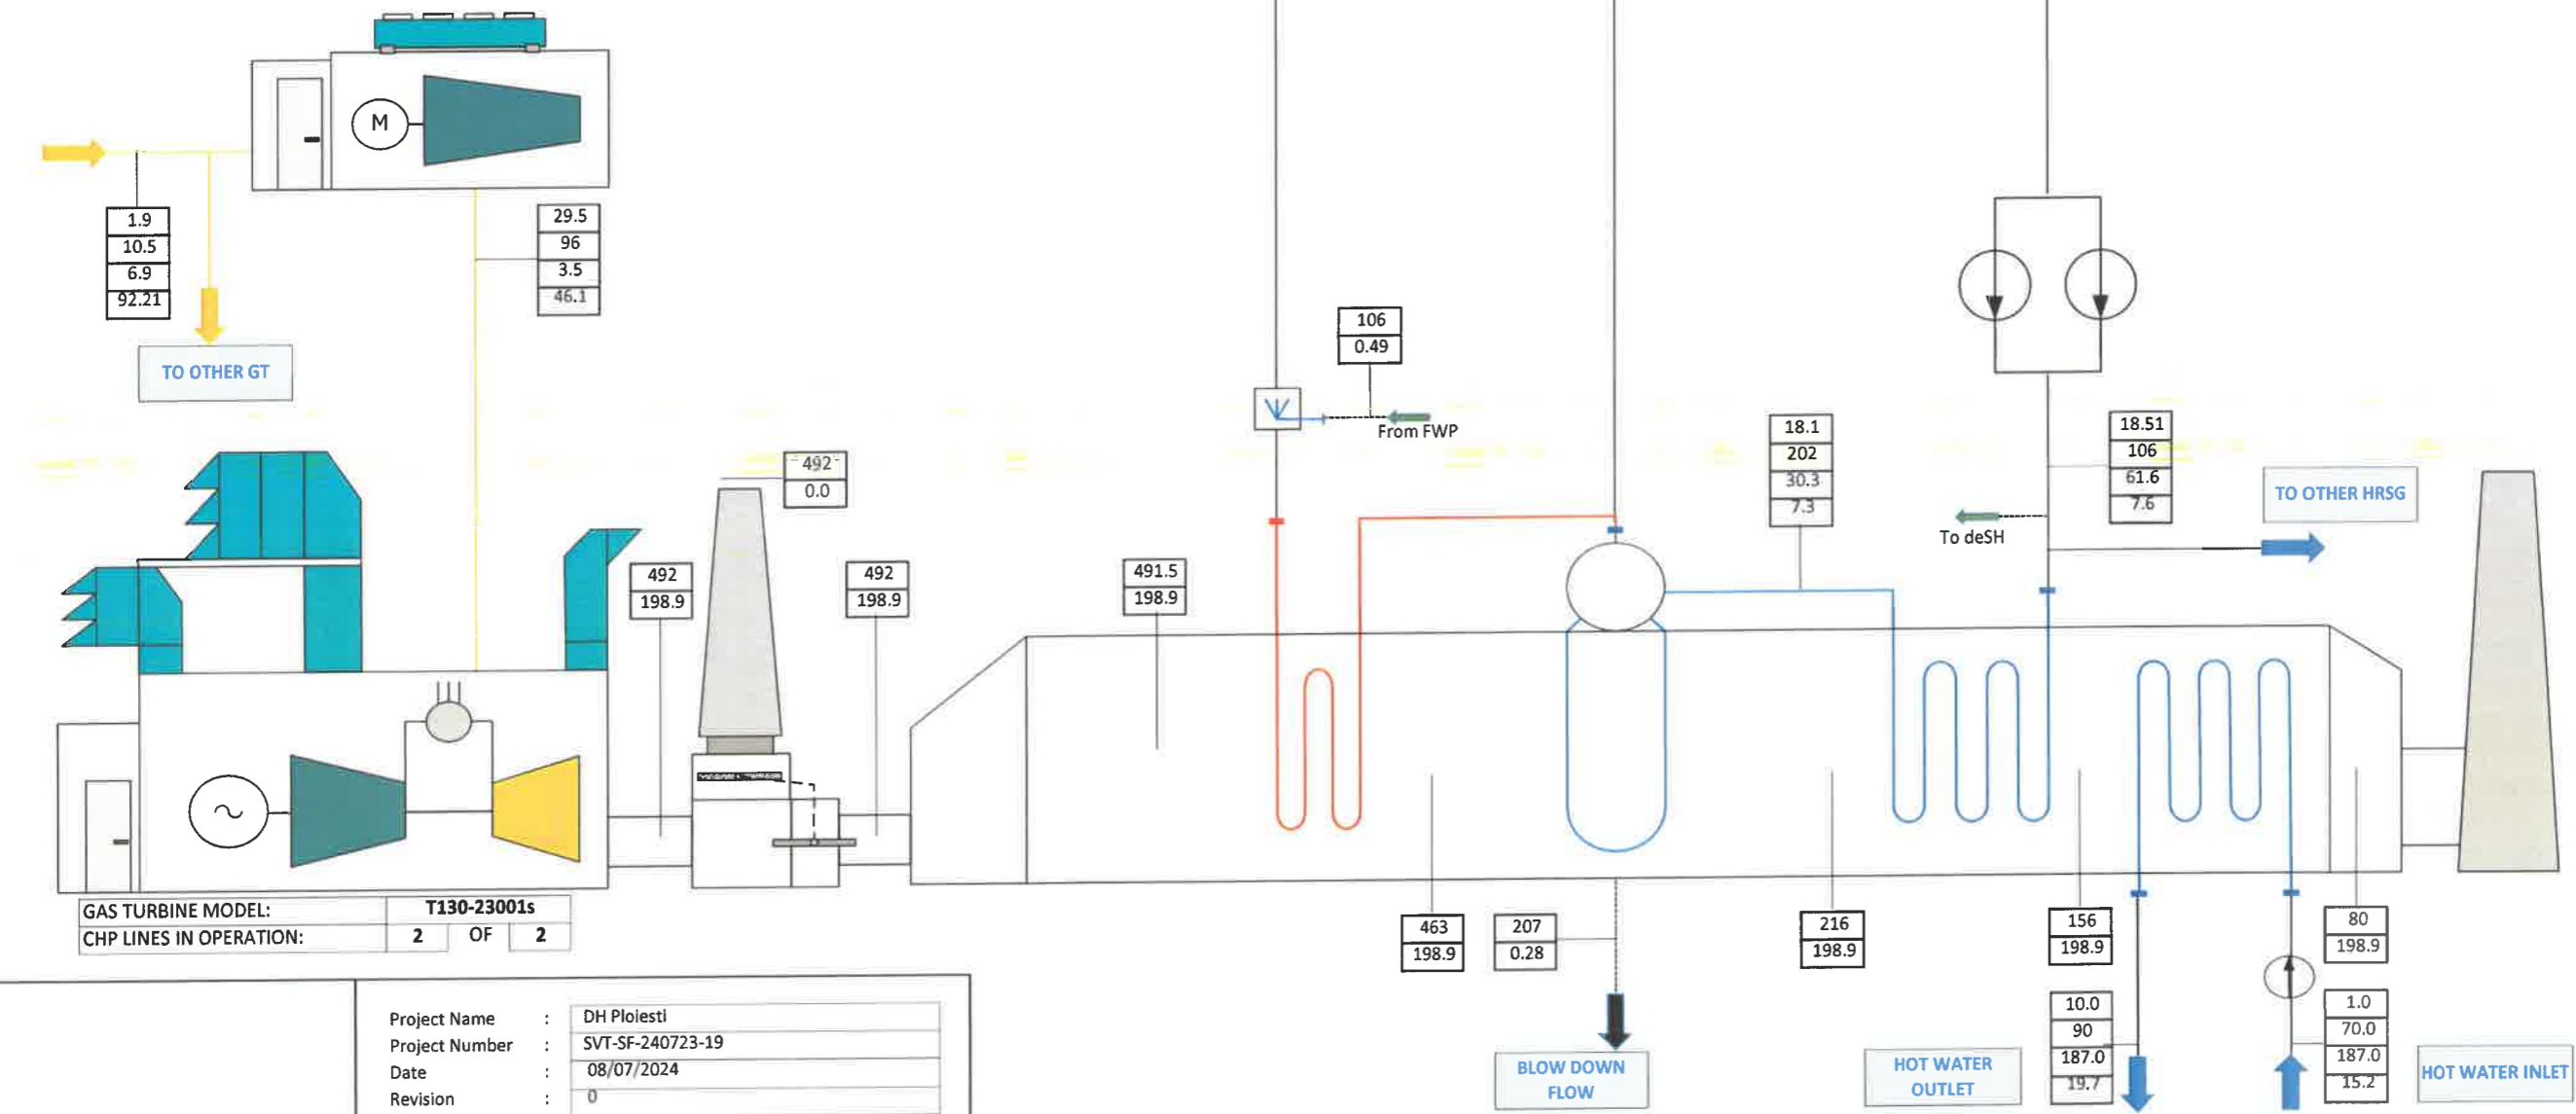 M
1.9
10.5
6.9
92.21
29.5
96
3.5
46.1
TO OTHER GT
106
0.49
From FWP
18.1
202
30.3
7.3
18.51
106
61.6
7.6
To deSH
TO OTHER HRSG
492
0.0
492
198.9
492
198.9
491.5
198.9
GAS TURBINE MODEL: T130-23001s
CHP LINES IN OPERATION: 2 OF 2
463
198.9
207
0.28
216
198.9
156
198.9
80
198.9
BLOW DOWN
FLOW
HOT WATER
OUTLET
10.0
90
187.0
19.7
1.0
70.0
187.0
15.2
HOT WATER INLET
Project Name : DH Ploiesti
Project Number : SVT-SF-240723-19
Date : 08/07/2024
Revision : 0